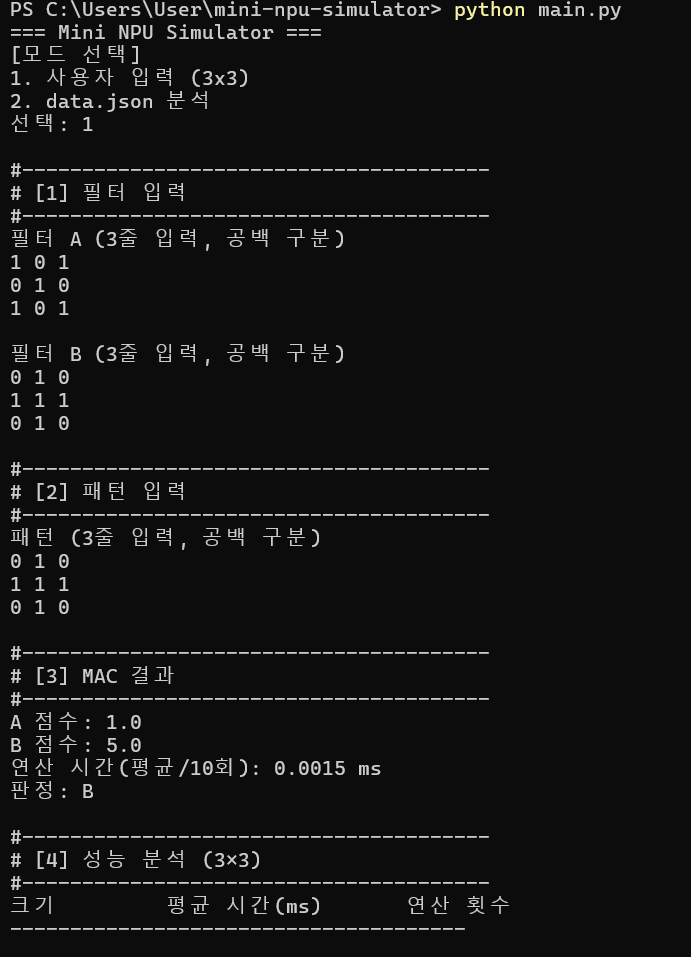 PS C:\Users\User\mini-npu-simulator> python main.py
=== Mini NPU Simulator ===
[모드 선택]
1. 사용자 입력 (3x3)
2. data.json 분석
선택: 1
#---------------------------------------
# [1] 필터 입력
#---------------------------------------
필터 A (3줄 입력, 공백 구분)
1 0 1
0 1 0
1 0 1
필터 B (3줄 입력, 공백 구분)
0 1 0
1 1 1
0 1 0
#---------------------------------------
# [2] 패턴 입력
#---------------------------------------
패턴 (3줄 입력, 공백 구분)
0 1 0
1 1 1
0 1 0
#---------------------------------------
# [3] MAC 결과
#---------------------------------------
A 점수: 1.0
B 점수: 5.0
연산 시간(평균/10회): 0.0015 ms
판정: B
#---------------------------------------
# [4] 성능 분석 (3×3)
#---------------------------------------
크기 평균 시간(ms) 연산 횟수
--------------------------------------